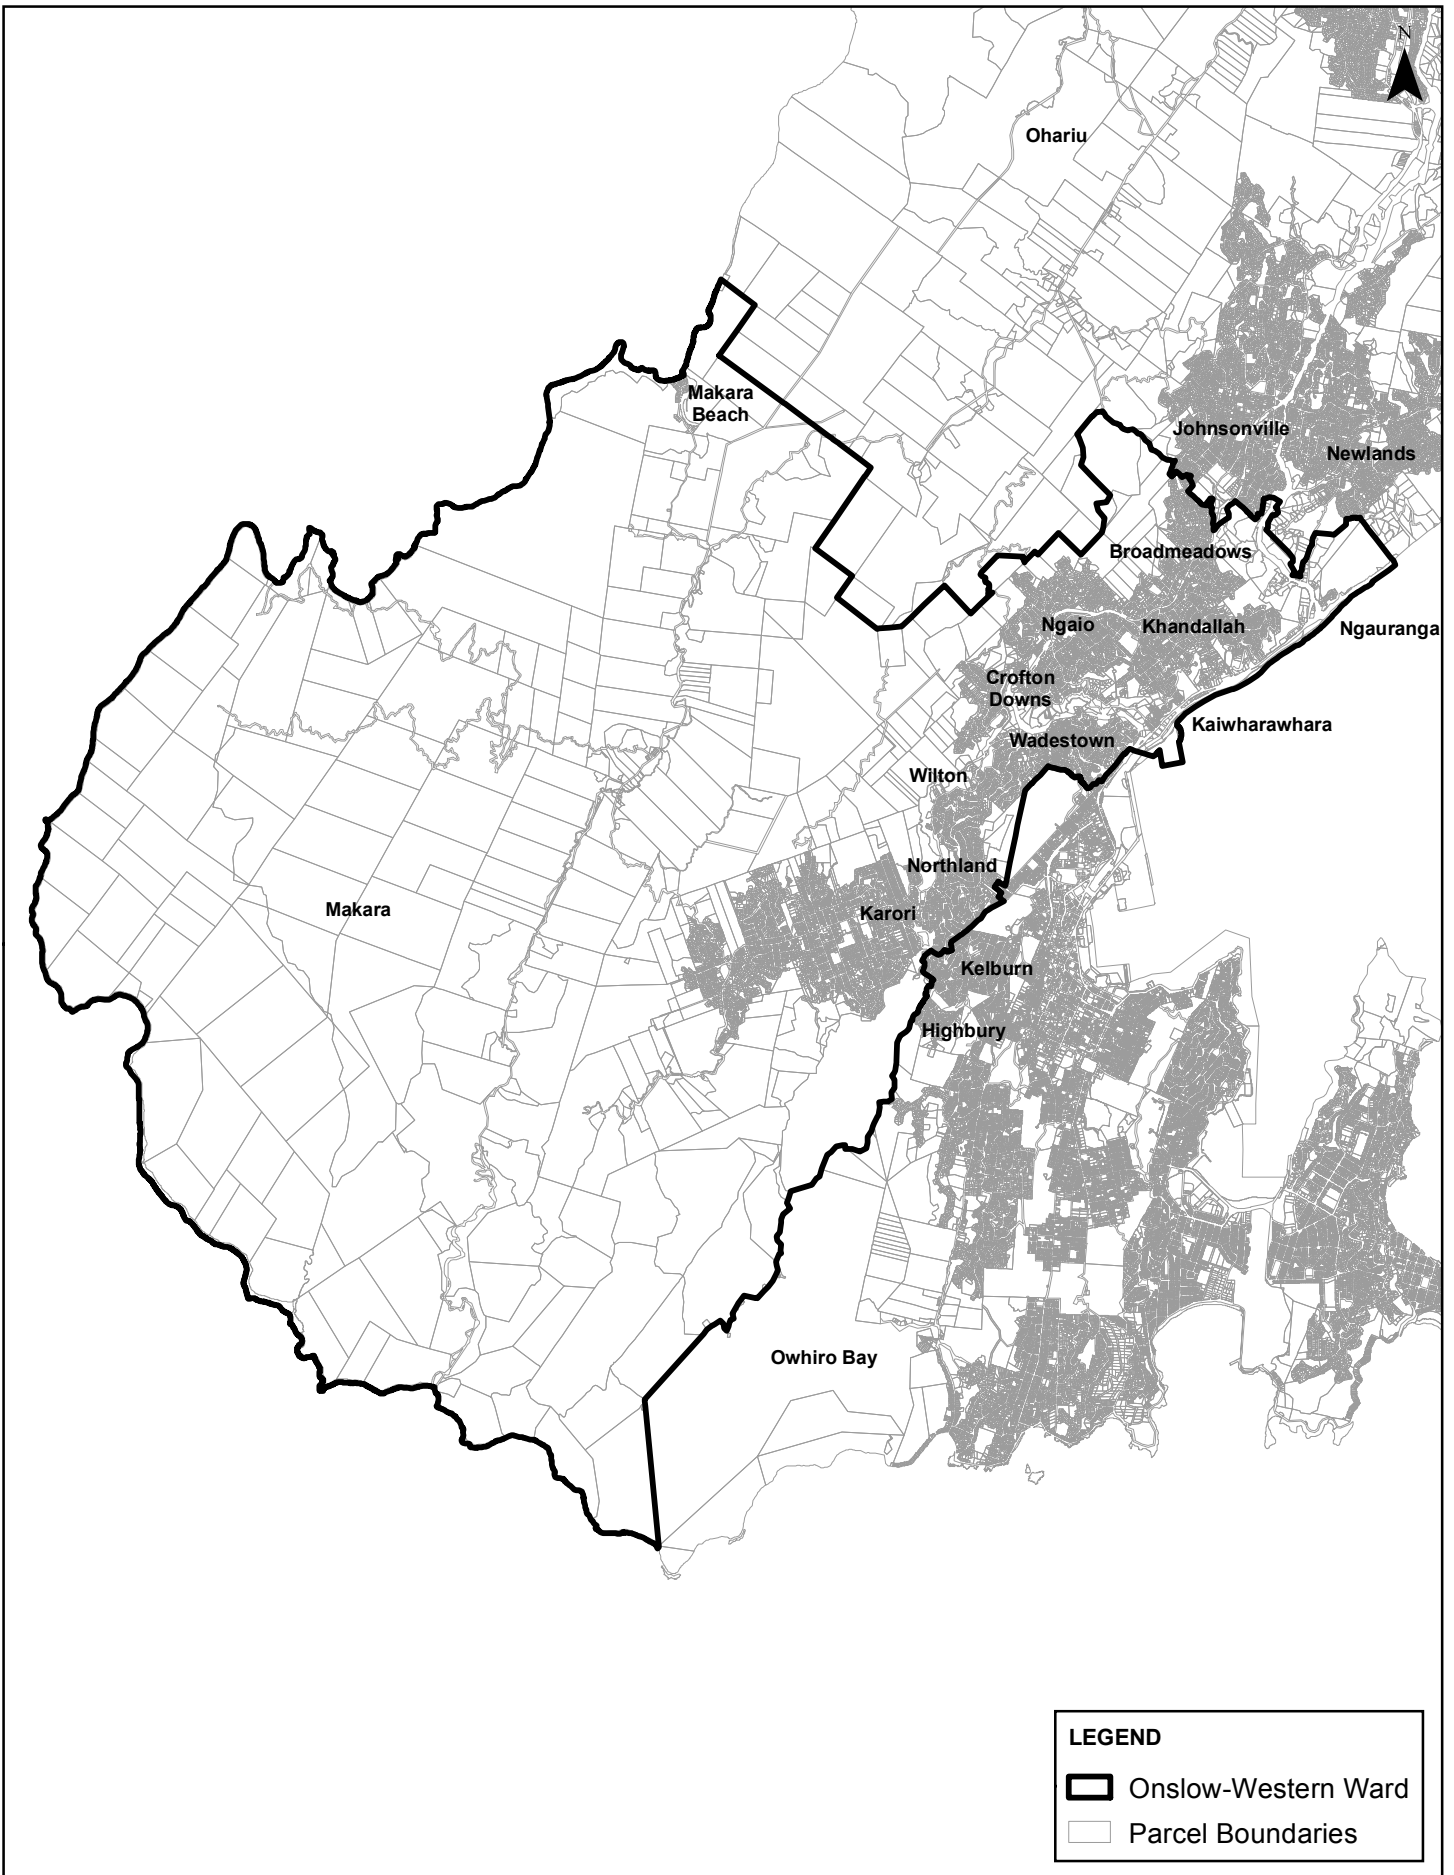 N
Ohariu
Makara
Beach
Johnsonville
Newlands
Broadmeadows
Ngaio
Khandallah
Ngauranga
Crofton
Downs
Kaiwharawhara
Wadestown
Wilton
Northland
Karori
Makara
Kelburn
Highbury
Owhiro Bay
LEGEND
Onslow-Western Ward
Parcel Boundaries